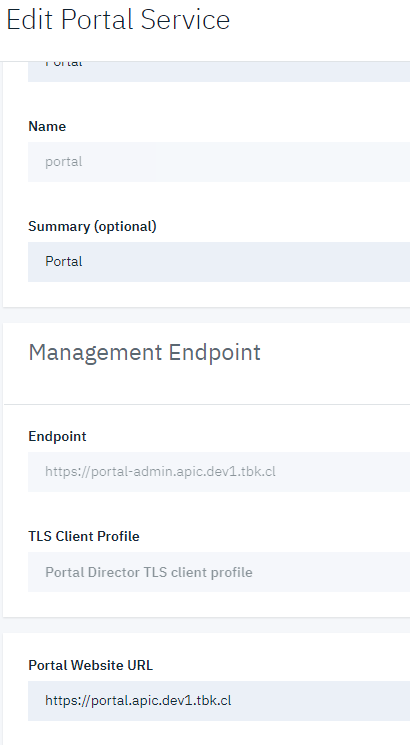 Edit Portal Service
Portal
Name
portal
Summary (optional)
Portal
Management Endpoint
Endpoint
https://portal-admin.apic.dev1.tbk.cl
TLS Client Profile
Portal Director TLS client profile
Portal Website URL
https://portal.apic.dev1.tbk.cl